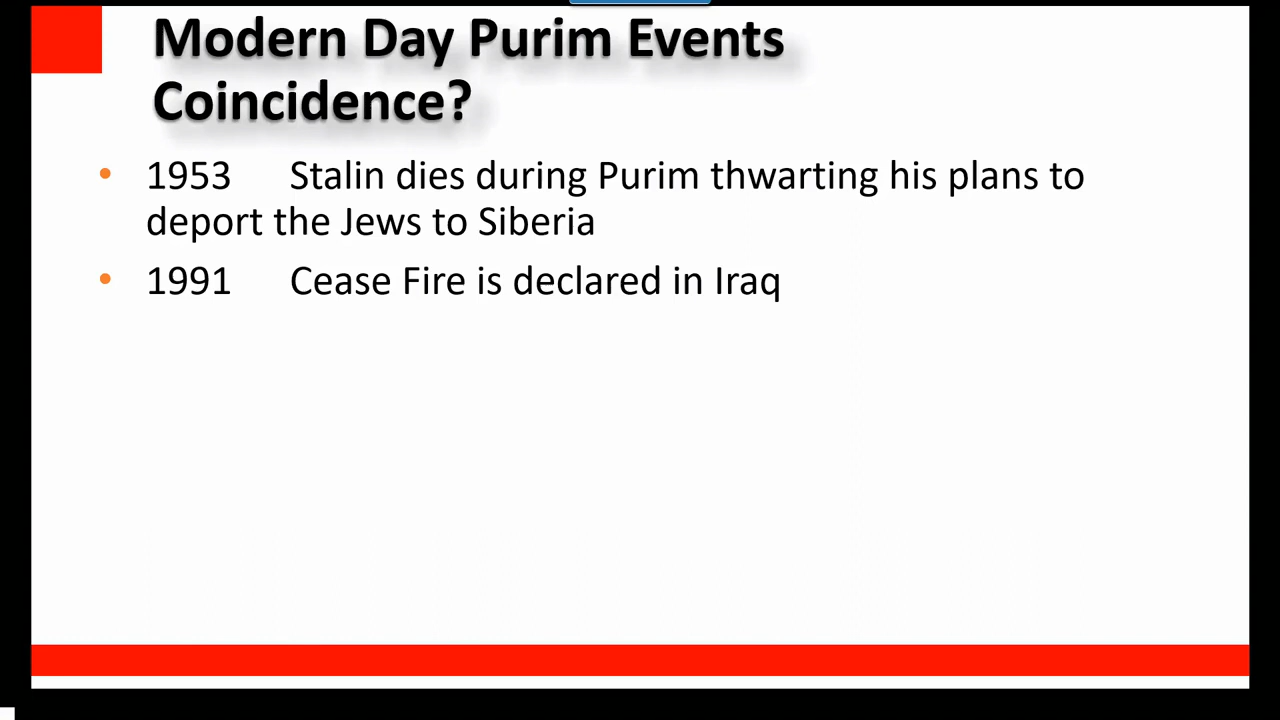 Modern Day Purim Events
Coincidence?
• 1953 Stalin dies during Purim thwarting his plans to
deport the Jews to Siberia
• 1991 Cease Fire is declared in Iraq